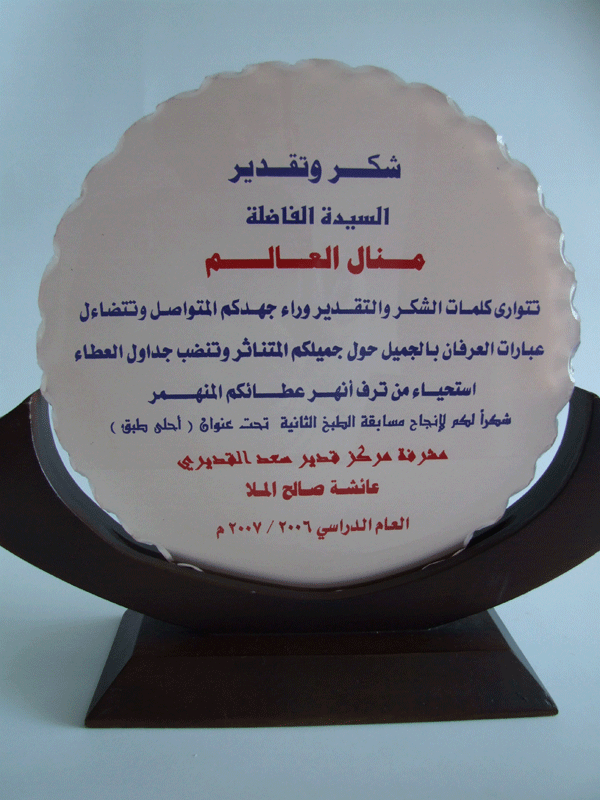 شكر وتقدير
السيدة الفاضلة
منال العالم
تتوارى كلمات الشكر والتقدير وراء جهدكم المتواصل وتتضاءل
عبارات العرفان بالجميل حول جميلكم المتناثر وتنضب جداول العطاء
استحياء من ترف أنهر عطائكم المنهمر
شكراً لكم لإنجاح مسابقة الطبخ الثانية تحت عنوان ( أحلى طبق )
مشرفة مركز قدير سعد القديري
عائشة صالح الملا
العام الدراسي ٢٠٠٦ / ٢٠٠٧ م